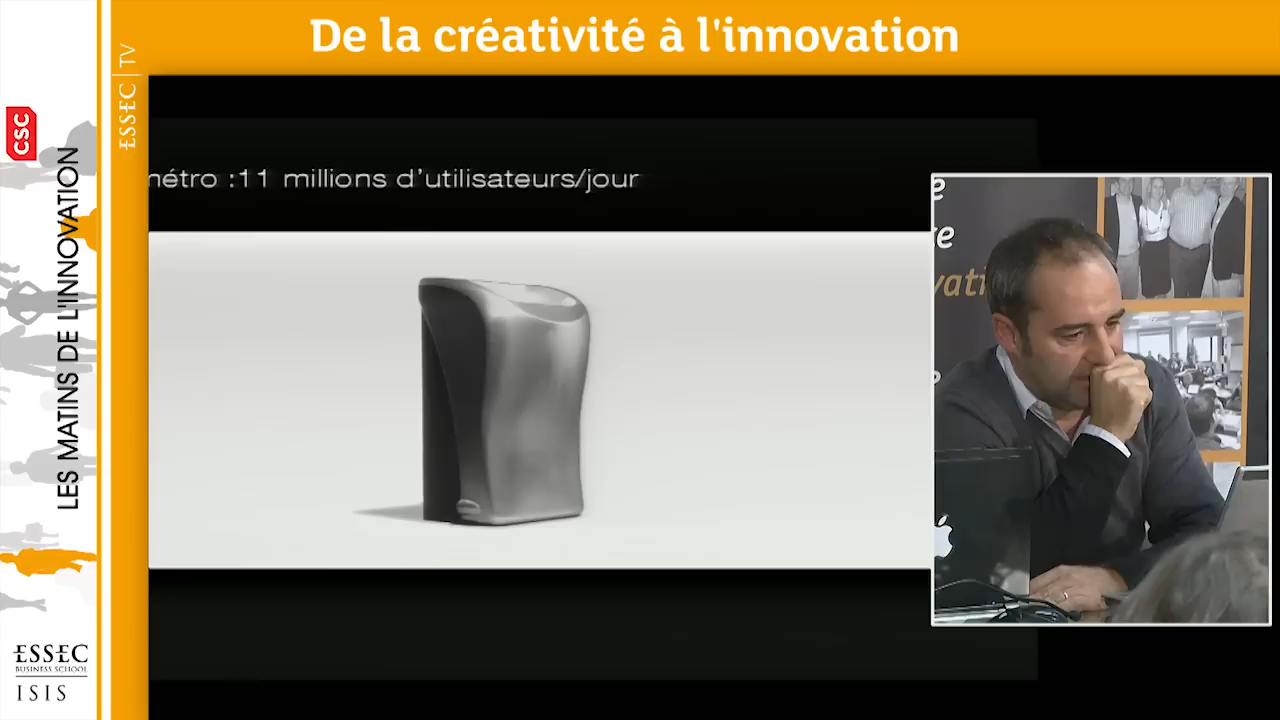 De la créativité à l'innovation
ESSEC | TV
CSC
LES MATINS DE L'INNOVATION
métro :11 millions d'utilisateurs/jour
ESSEC
BUSINESS SCHOOL
ISIS